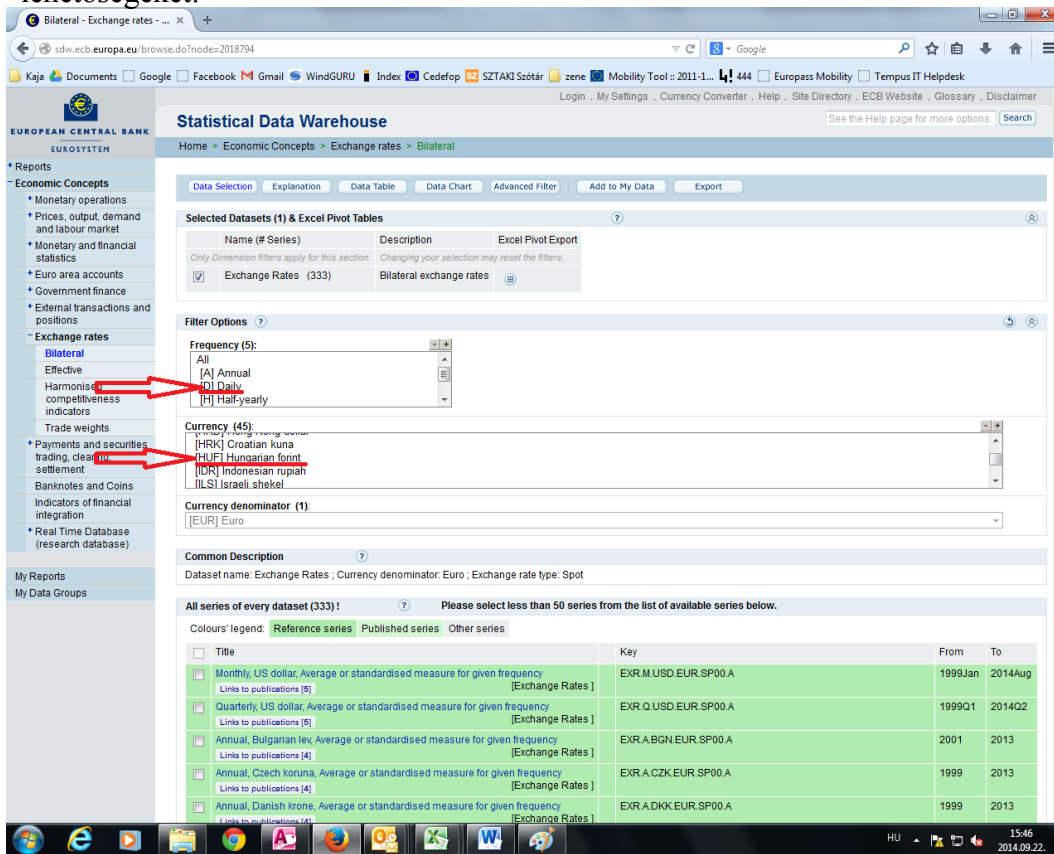 lehetőségeket.
Bilateral - Exchange rates - ...
sdw.ecb.europa.eu/browse.do?node=2018794
Google
Kaja Documents Google Facebook Gmail WindGURU Index Cedefop SZ SZTAKI Szótár zene Mobility Tool :: 2011-1... 444 Europass Mobility Tempus IT Helpdesk
Login . My Settings . Currency Converter . Help . Site Directory . ECB Website . Glossary . Disclaimer
EUROPEAN CENTRAL BANK
EUROSYSTEM
Statistical Data Warehouse
See the Help page for more options Search
Home > Economic Concepts > Exchange rates > Bilateral
+ Reports
− Economic Concepts
+ Monetary operations
+ Prices, output, demand
and labour market
+ Monetary and financial
statistics
+ Euro area accounts
+ Government finance
+ External transactions and
positions
− Exchange rates
Bilateral
Effective
Harmonised
competitiveness
indicators
Trade weights
+ Payments and securities
trading, clearing,
settlement
Banknotes and Coins
Indicators of financial
integration
+ Real Time Database
(research database)
My Reports
My Data Groups
Data Selection Explanation Data Table Data Chart Advanced Filter Add to My Data Export
Selected Datasets (1) & Excel Pivot Tables ?
Name (# Series) Description Excel Pivot Export
Only Dimension filters apply for this section. Changing your selection may reset the filters.
Exchange Rates (333) Bilateral exchange rates
Filter Options ?
Frequency (5): - +
All
[A] Annual
[D] Daily
[H] Half-yearly
Currency (45): - +
[HKD] Hong Kong dollar
[HRK] Croatian kuna
[HUF] Hungarian forint
[IDR] Indonesian rupiah
[ILS] Israeli shekel
Currency denominator (1):
[EUR] Euro
Common Description ?
Dataset name: Exchange Rates ; Currency denominator: Euro ; Exchange rate type: Spot
All series of every dataset (333) ! ? Please select less than 50 series from the list of available series below.
Colours' legend: Reference series Published series Other series
Title Key From To
Monthly, US dollar, Average or standardised measure for given frequency EXR.M.USD.EUR.SP00.A 1999Jan 2014Aug
Links to publications [5] [Exchange Rates ]
Quarterly, US dollar, Average or standardised measure for given frequency EXR.Q.USD.EUR.SP00.A 1999Q1 2014Q2
Links to publications [5] [Exchange Rates ]
Annual, Bulgarian lev, Average or standardised measure for given frequency EXR.A.BGN.EUR.SP00.A 2001 2013
Links to publications [4] [Exchange Rates ]
Annual, Czech koruna, Average or standardised measure for given frequency EXR.A.CZK.EUR.SP00.A 1999 2013
Links to publications [4] [Exchange Rates ]
Annual, Danish krone, Average or standardised measure for given frequency EXR.A.DKK.EUR.SP00.A 1999 2013
Links to publications [4] [Exchange Rates ]
HU 15:46
2014.09.22.